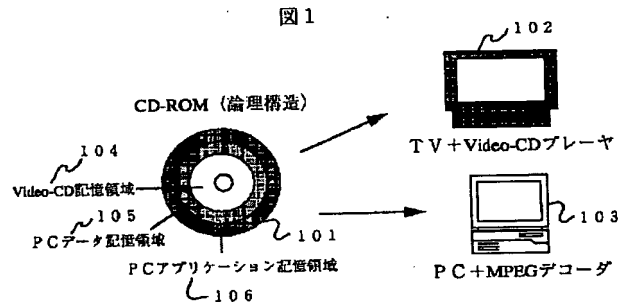 図1
102
CD-ROM (論理構造)
TV+Video-CDプレーヤ
104
Video-CD記憶領域
105
PCデータ記憶領域
101
103
PCアプリケーション記憶領域
PC+MPEGデコーダ
106